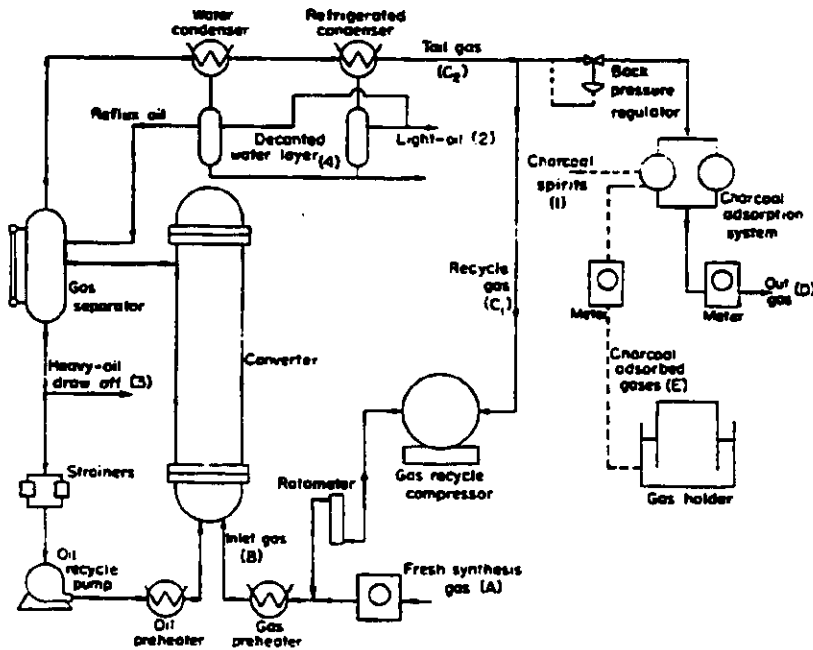 Water
condenser
Refrigerated
condenser
Tail gas
(C₂)
Back
pressure
regulator
Reflux oil
Decanted
water layer (4)
Light-oil (2)
Charcoal
spirits
(1)
Charcoal
adsorption
system
Gas
separator
Recycle
gas
(C₁)
Meter
Meter
Out
gas (D)
Heavy-oil
draw off (3)
Converter
Charcoal
adsorbed
gases (E)
Strainers
Rotameter
Gas recycle
compressor
Gas holder
Oil
recycle
pump
Inlet gas
(B)
Fresh synthesis
gas (A)
Oil
preheater
Gas
preheater